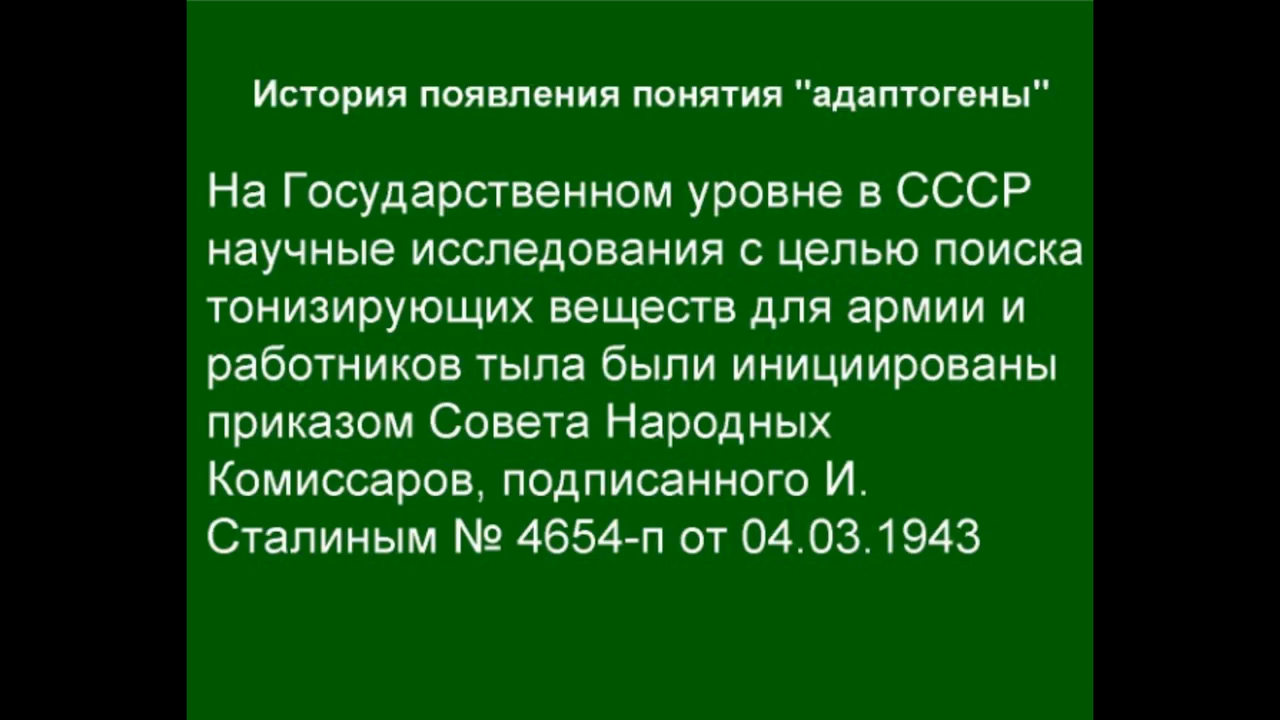 История появления понятия "адаптогены"
На Государственном уровне в СССР
научные исследования с целью поиска
тонизирующих веществ для армии и
работников тыла были инициированы
приказом Совета Народных
Комиссаров, подписанного И.
Сталиным № 4654-п от 04.03.1943